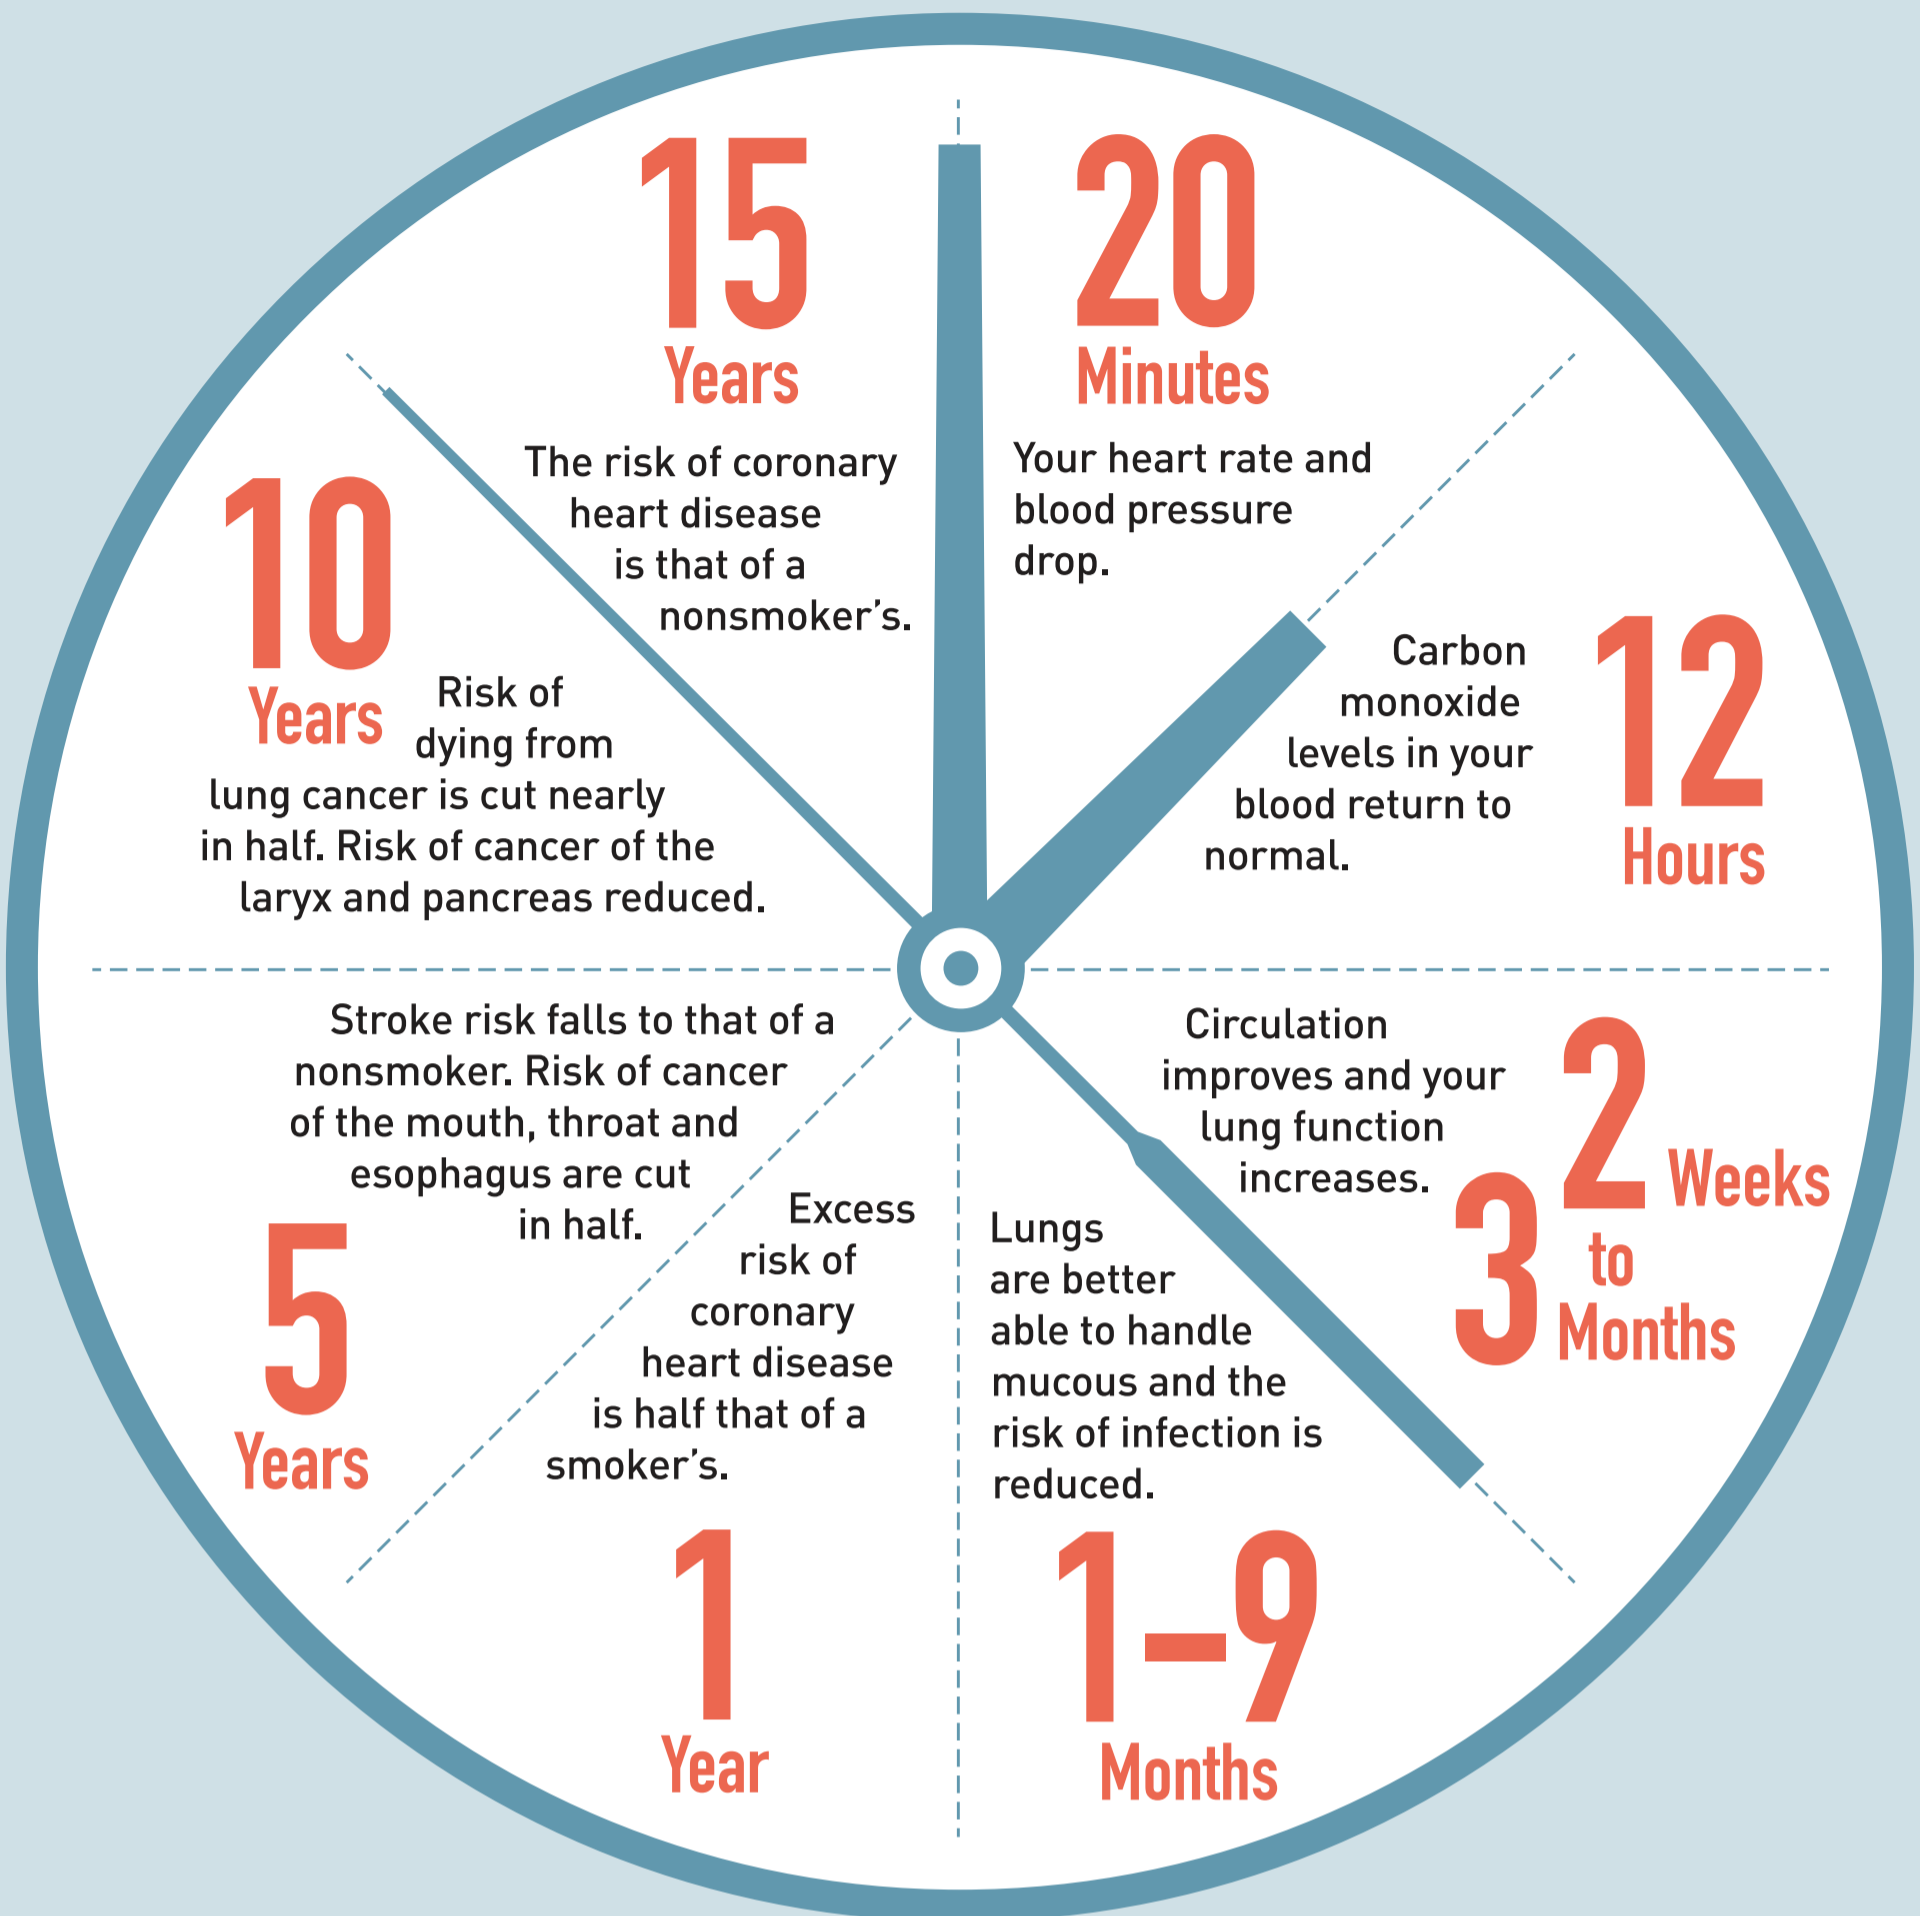 20
Minutes
Your heart rate and
blood pressure
drop.
12
Hours
Carbon
monoxide
levels in your
blood return to
normal.
2 Weeks
to
3 Months
Circulation
improves and your
lung function
increases.
1–9
Months
Lungs
are better
able to handle
mucous and the
risk of infection is
reduced.
1
Year
Excess
risk of
coronary
heart disease
is half that of a
smoker’s.
5
Years
Stroke risk falls to that of a
nonsmoker. Risk of cancer
of the mouth, throat and
esophagus are cut
in half.
10
Years
Risk of
dying from
lung cancer is cut nearly
in half. Risk of cancer of the
laryx and pancreas reduced.
15
Years
The risk of coronary
heart disease
is that of a
nonsmoker’s.